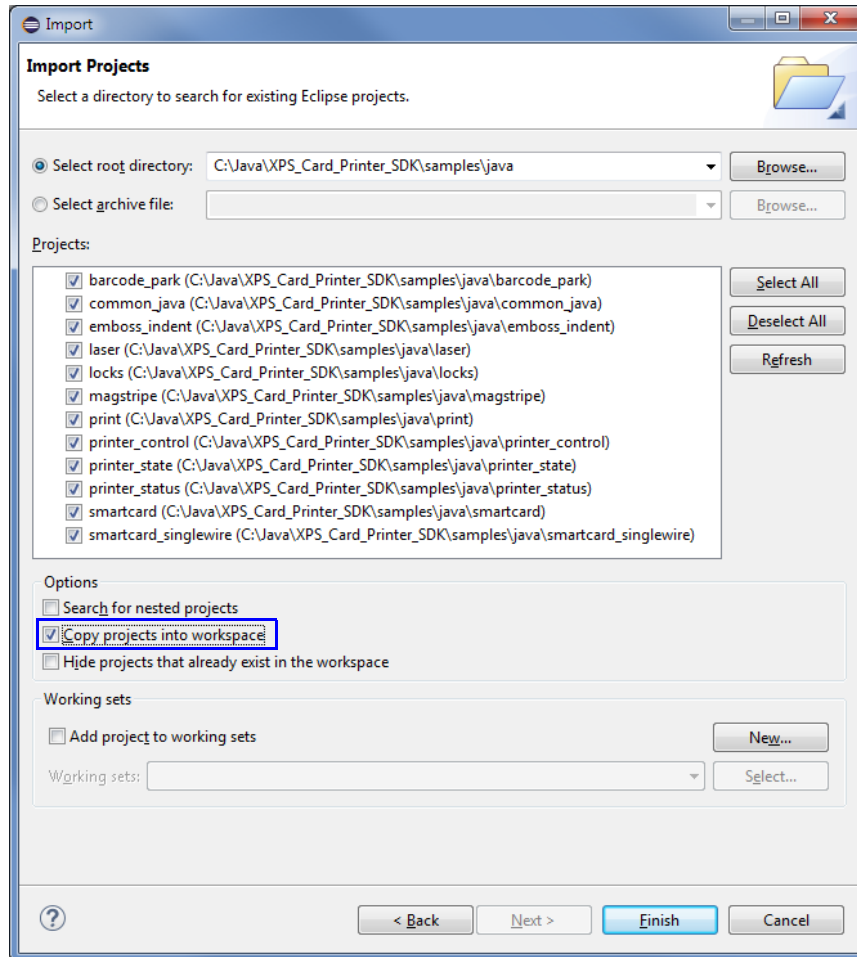 Import
Import Projects
Select a directory to search for existing Eclipse projects.
Select root directory: C:\Java\XPS_Card_Printer_SDK\samples\java Browse...
Select archive file: Browse...
Projects:
barcode_park (C:\Java\XPS_Card_Printer_SDK\samples\java\barcode_park) Select All
common_java (C:\Java\XPS_Card_Printer_SDK\samples\java\common_java)
emboss_indent (C:\Java\XPS_Card_Printer_SDK\samples\java\emboss_indent) Deselect All
laser (C:\Java\XPS_Card_Printer_SDK\samples\java\laser) Refresh
locks (C:\Java\XPS_Card_Printer_SDK\samples\java\locks)
magstripe (C:\Java\XPS_Card_Printer_SDK\samples\java\magstripe)
print (C:\Java\XPS_Card_Printer_SDK\samples\java\print)
printer_control (C:\Java\XPS_Card_Printer_SDK\samples\java\printer_control)
printer_state (C:\Java\XPS_Card_Printer_SDK\samples\java\printer_state)
printer_status (C:\Java\XPS_Card_Printer_SDK\samples\java\printer_status)
smartcard (C:\Java\XPS_Card_Printer_SDK\samples\java\smartcard)
smartcard_singlewire (C:\Java\XPS_Card_Printer_SDK\samples\java\smartcard_singlewire)
Options
Search for nested projects
Copy projects into workspace
Hide projects that already exist in the workspace
Working sets
Add project to working sets New...
Working sets: Select...
? < Back Next > Finish Cancel